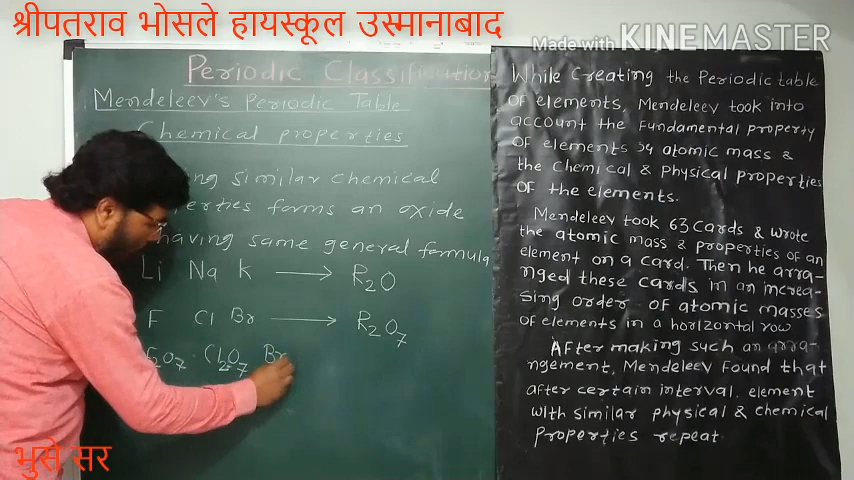 श्रीपतराव भोसले हायस्कूल उस्मानाबाद
Made with KINEMASTER
Periodic Classification
Mendeleev's Periodic Table
Chemical properties
similar chemical
forms an oxide
having same general formula
Li Na K → R₂O
F Cl Br → R₂O₇
F₂O₇ Cl₂O₇ Br
भुसे सर
While Creating the Periodic table
of elements, Mendeleev took into
account the Fundamental property
of elements atomic mass &
the Chemical & Physical properties
of the elements.
Mendeleev took 63 Cards & wrote
the atomic mass & properties of an
element on a card. Then he arra-
nged these cards in an increa-
sing order of atomic masses
of elements in a horizontal row
After making such an arra-
ngement, Mendeleev found that
after certain interval. element
with similar physical & chemical
Properties repeat